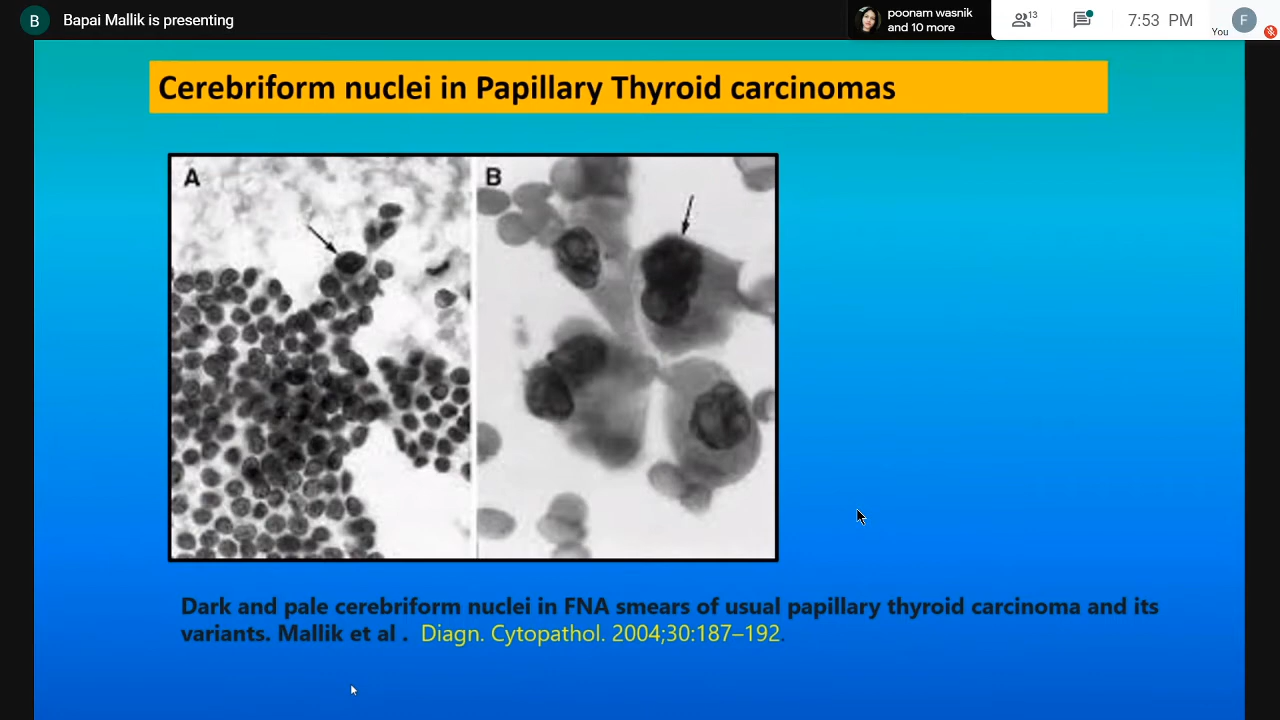 B Bapai Mallik is presenting
poonam wasnik
and 10 more
13
7:53 PM
You
F
Cerebriform nuclei in Papillary Thyroid carcinomas
A
B
Dark and pale cerebriform nuclei in FNA smears of usual papillary thyroid carcinoma and its
variants. Mallik et al . Diagn. Cytopathol. 2004;30:187–192.